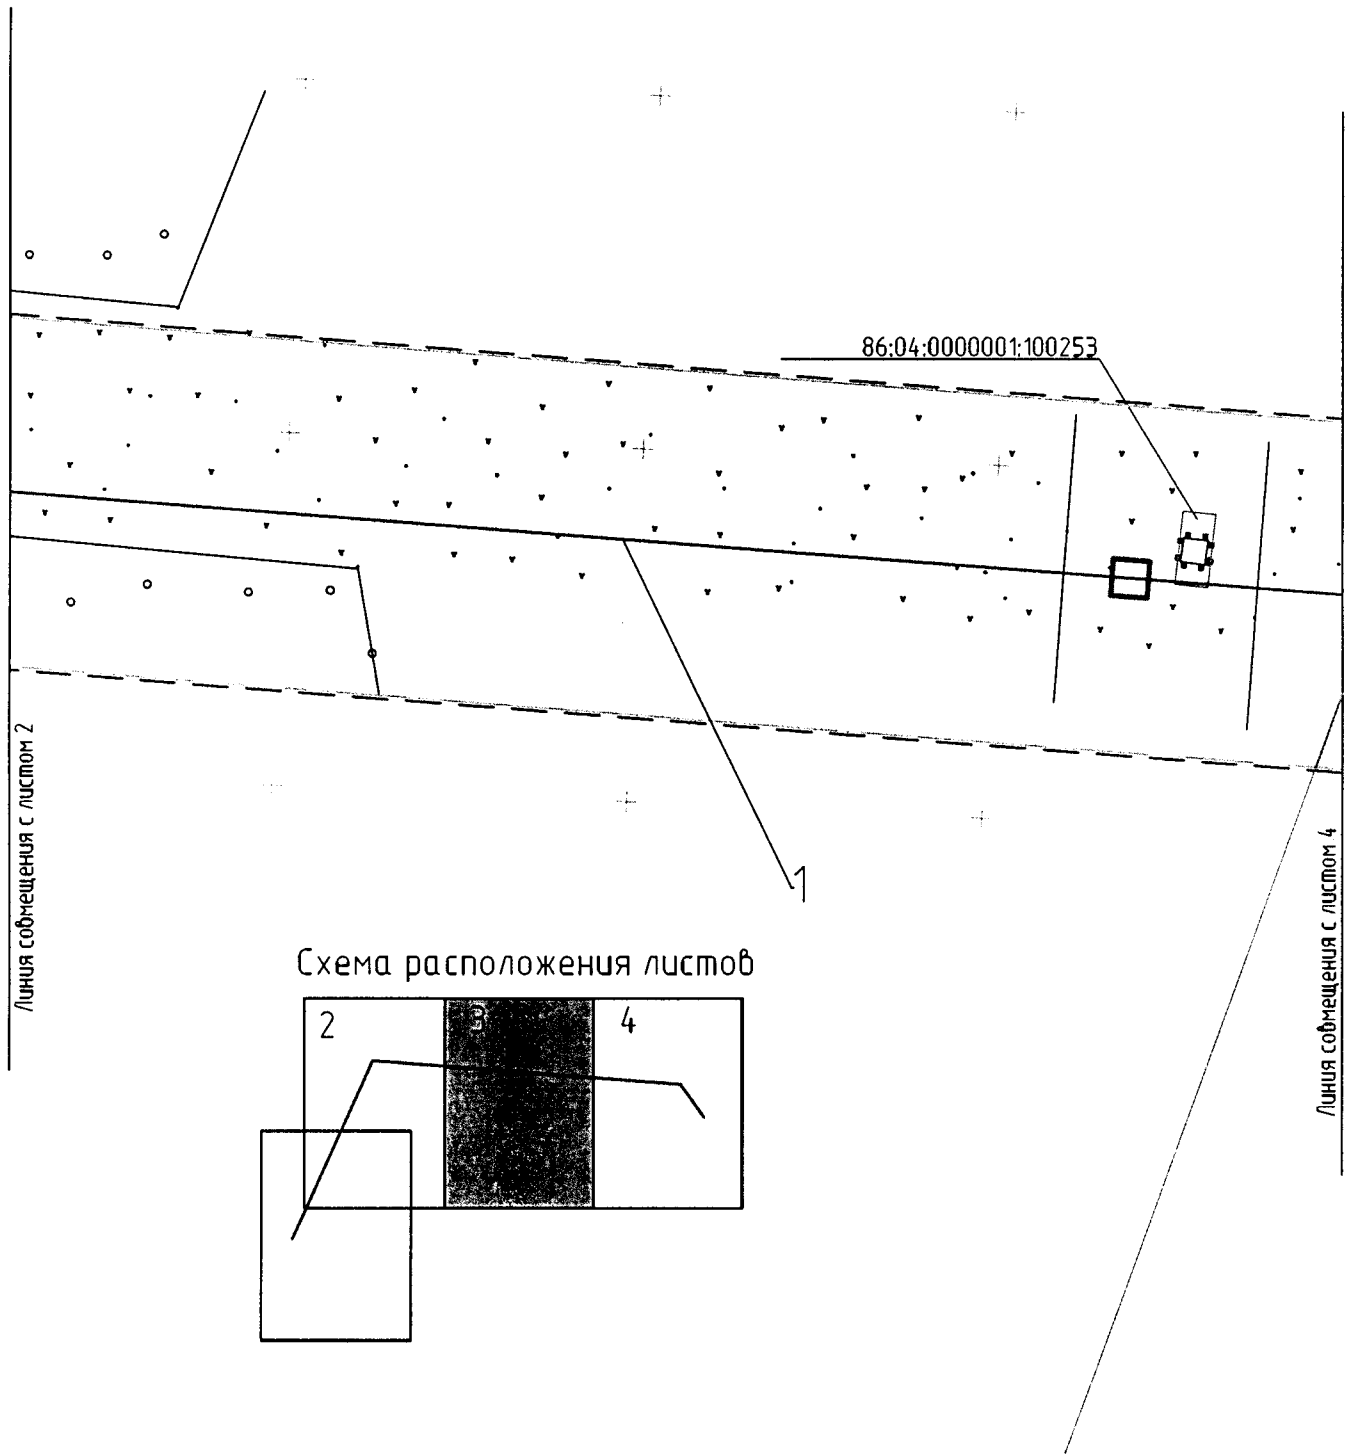 86:04:0000001:100253
Линия совмещения с листом 2
1
Линия совмещения с листом 4
Схема расположения листов
2
3
4